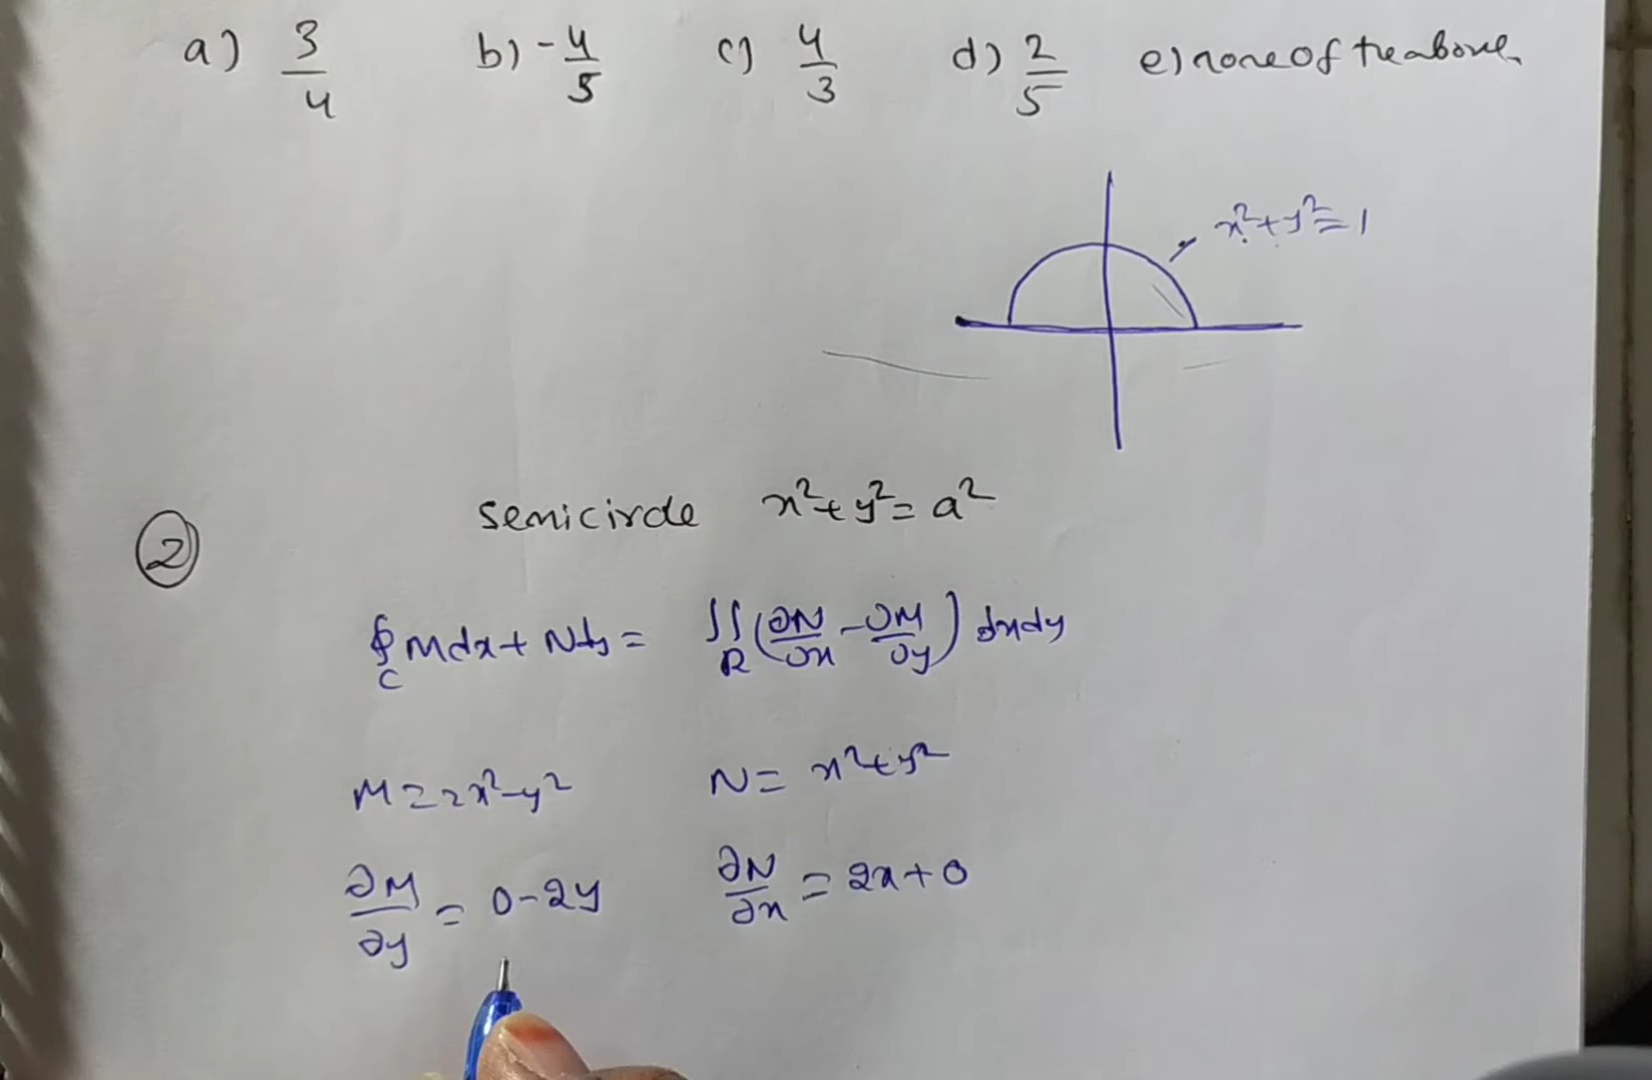 a) 3/4 b) -4/5 c) 4/3 d) 2/5 e) none of the above.
x²+y²=1
semicircle x²+y²=a²
②
∮_C Mdx+Ndy = ∬_R (∂N/∂x - ∂M/∂y) dxdy
M=2x²-y² N= x²+y²
∂M/∂y = 0-2y ∂N/∂x = 2x+0